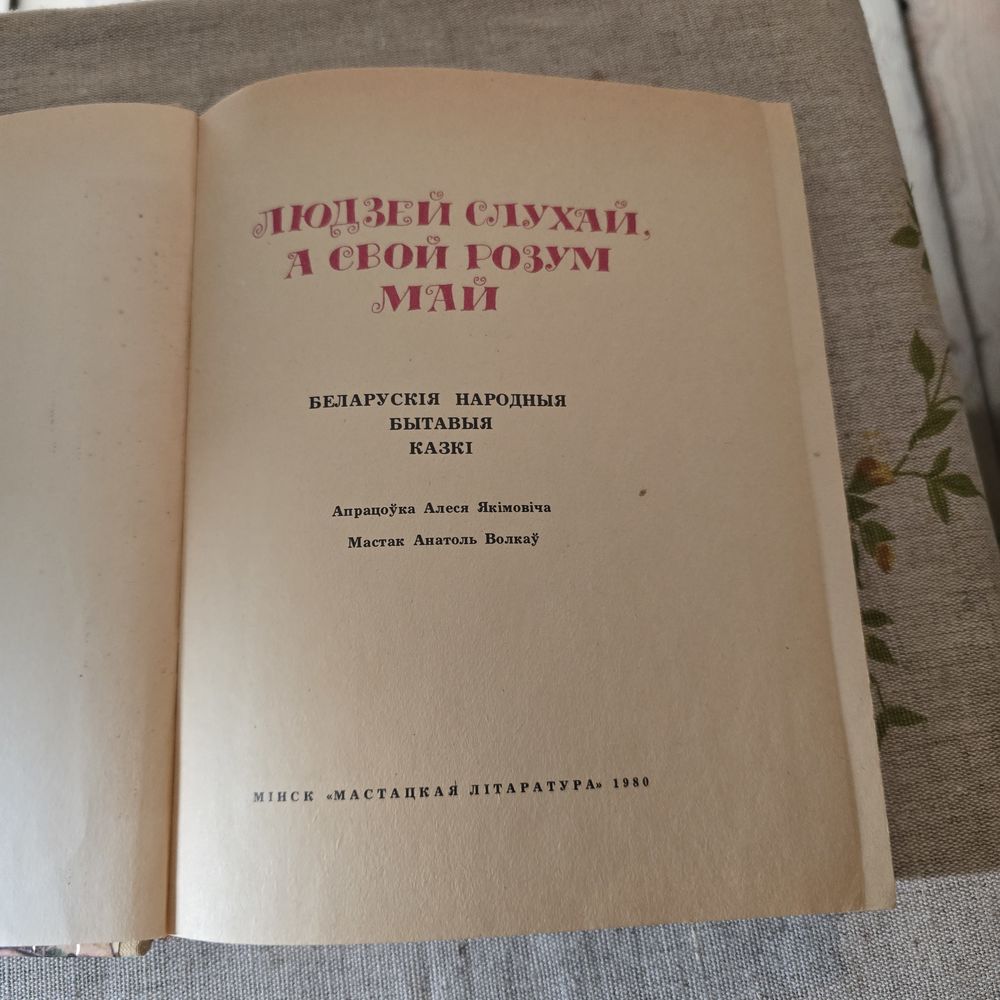 ЛЮДЗЕЙ СЛУХАЙ,
А СВОЙ РОЗУМ
МАЙ
БЕЛАРУСКІЯ НАРОДНЫЯ
БЫТАВЫЯ
КАЗКІ
Апрацоўка Алеся Якімовіча
Мастак Анатоль Волкаў
МІНСК «МАСТАЦКАЯ ЛІТАРАТУРА» 1980